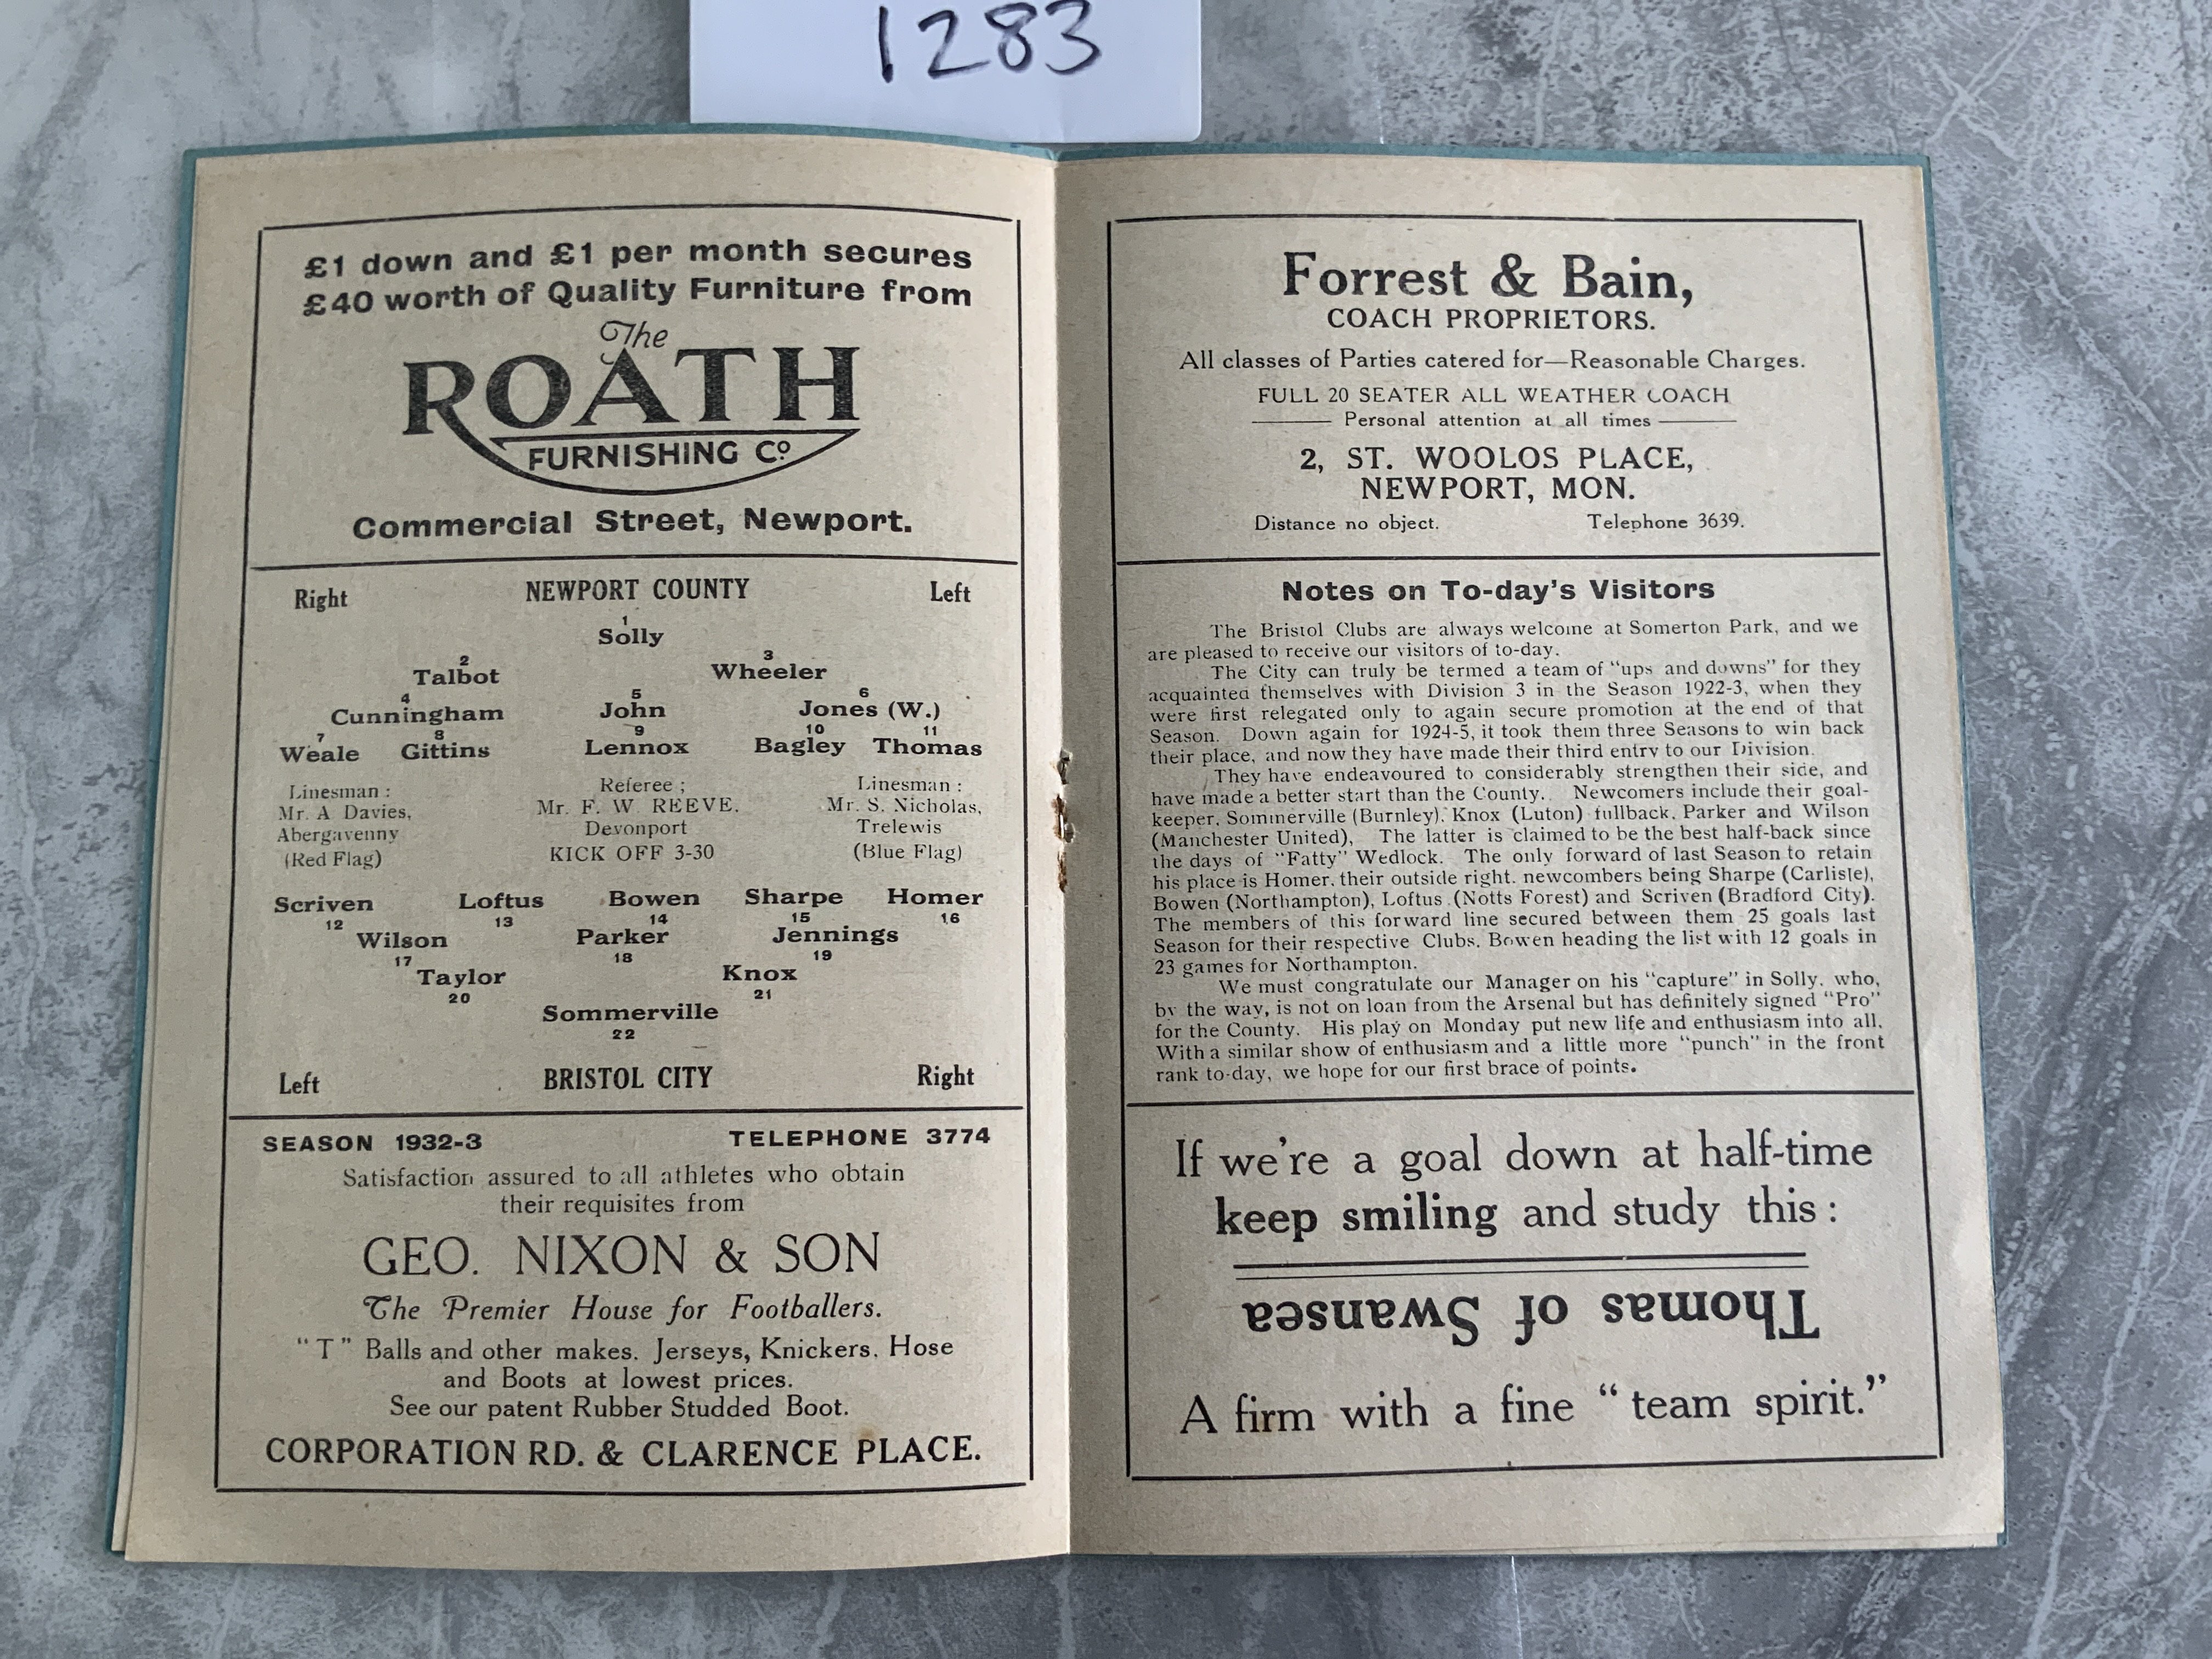 1283
£1 down and £1 per month secures
£40 worth of Quality Furniture from
The
ROATH
FURNISHING Co
Commercial Street, Newport.
Right NEWPORT COUNTY Left
1
Solly
2 3
Talbot Wheeler
4 5 6
Cunningham John Jones (W.)
7 8 9 10 11
Weale Gittins Lennox Bagley Thomas
Linesman : Referee ; Linesman :
Mr. A Davies, Mr. F. W. REEVE. Mr. S. Nicholas,
Abergavenny Devonport Trelewis
(Red Flag) KICK OFF 3-30 (Blue Flag)
Scriven Loftus Bowen Sharpe Homer
12 13 14 15 16
Wilson Parker Jennings
17 18 19
Taylor Knox
20 21
Sommerville
22
Left BRISTOL CITY Right
SEASON 1932-3 TELEPHONE 3774
Satisfaction assured to all athletes who obtain
their requisites from
GEO. NIXON & SON
The Premier House for Footballers.
"T" Balls and other makes. Jerseys, Knickers. Hose
and Boots at lowest prices.
See our patent Rubber Studded Boot.
CORPORATION RD. & CLARENCE PLACE.
Forrest & Bain,
COACH PROPRIETORS.
All classes of Parties catered for—Reasonable Charges.
FULL 20 SEATER ALL WEATHER COACH
Personal attention at all times
2, ST. WOOLOS PLACE,
NEWPORT, MON.
Distance no object. Telephone 3639.
Notes on To-day's Visitors
The Bristol Clubs are always welcome at Somerton Park, and we
are pleased to receive our visitors of to-day.
The City can truly be termed a team of "ups and downs" for they
acquainted themselves with Division 3 in the Season 1922-3, when they
were first relegated only to again secure promotion at the end of that
Season. Down again for 1924-5, it took them three Seasons to win back
their place, and now they have made their third entry to our Division.
They have endeavoured to considerably strengthen their side, and
have made a better start than the County. Newcomers include their goal-
keeper, Sommerville (Burnley). Knox (Luton) fullback. Parker and Wilson
(Manchester United), The latter is claimed to be the best half-back since
the days of "Fatty" Wedlock. The only forward of last Season to retain
his place is Homer. their outside right. newcombers being Sharpe (Carlisle),
Bowen (Northampton), Loftus (Notts Forest) and Scriven (Bradford City).
The members of this forward line secured between them 25 goals last
Season for their respective Clubs. Bowen heading the list with 12 goals in
23 games for Northampton.
We must congratulate our Manager on his "capture" in Solly. who,
by the way, is not on loan from the Arsenal but has definitely signed "Pro"
for the County. His play on Monday put new life and enthusiasm into all.
With a similar show of enthusiasm and a little more "punch" in the front
rank to-day, we hope for our first brace of points.
If we're a goal down at half-time
keep smiling and study this :
Thomas of Swansea
A firm with a fine "team spirit."